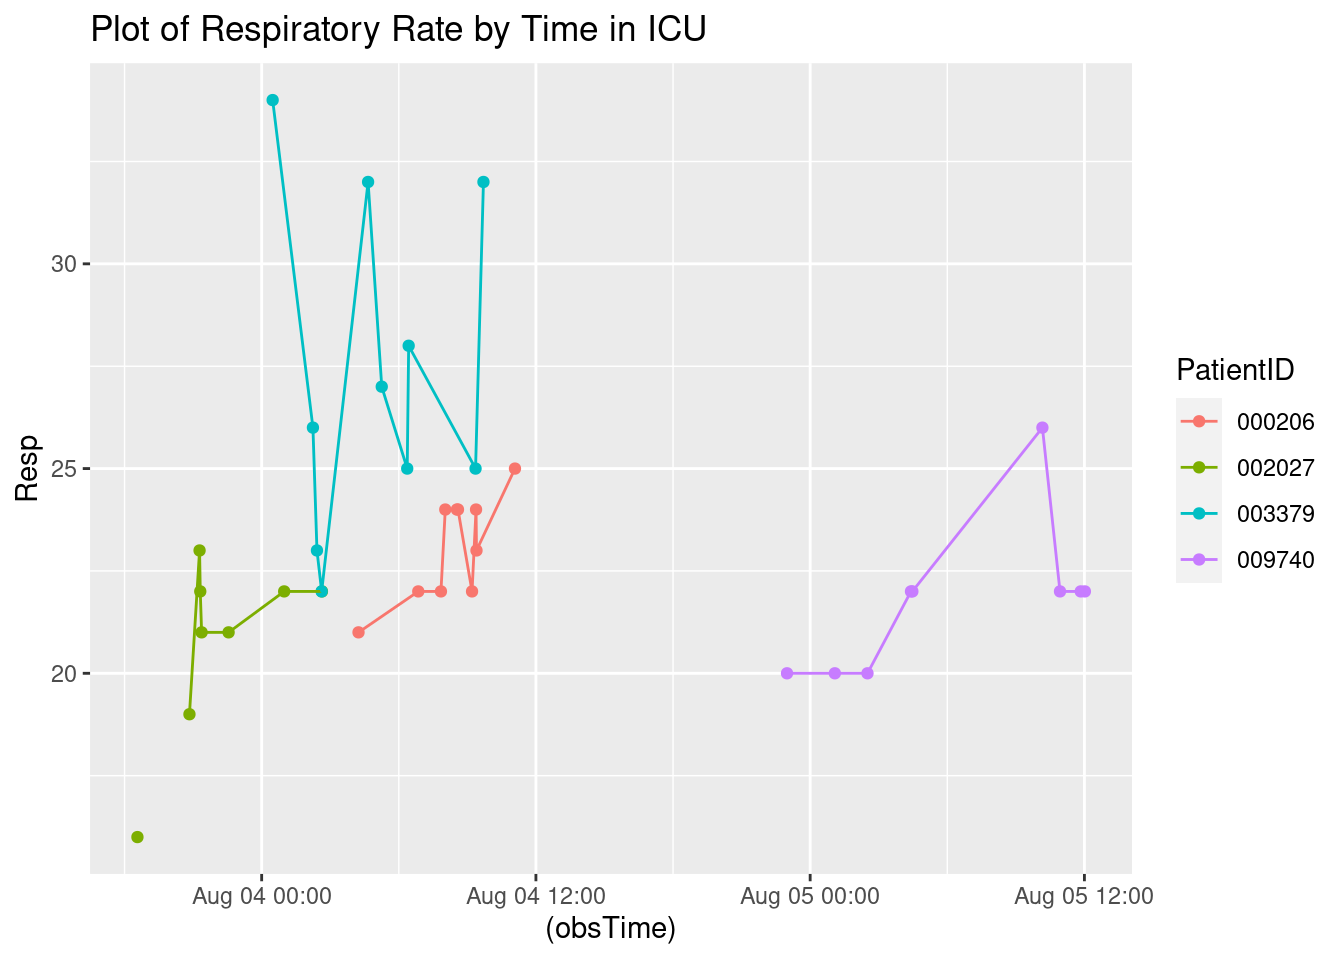 Plot of Respiratory Rate by Time in ICU
Resp
30
25
20
Aug 04 00:00
Aug 04 12:00
Aug 05 00:00
Aug 05 12:00
(obsTime)
PatientID
000206
002027
003379
009740